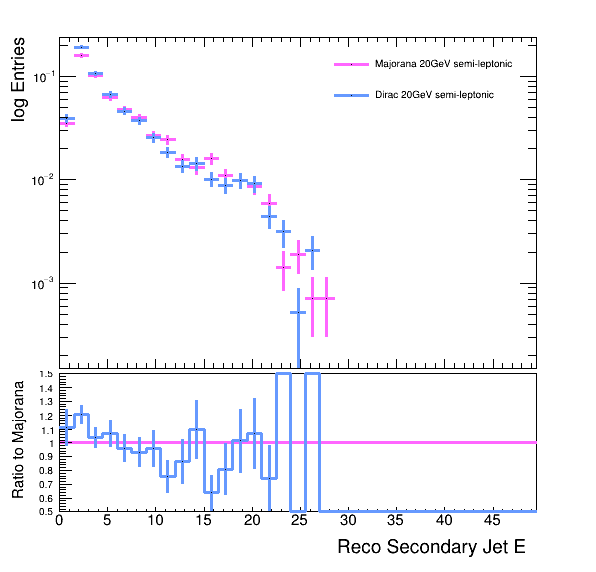 log Entries
10⁻¹
10⁻²
10⁻³
Majorana 20GeV semi-leptonic
Dirac 20GeV semi-leptonic
Ratio to Majorana
1.5
1.4
1.3
1.2
1.1
1
0.9
0.8
0.7
0.6
0.5
0 5 10 15 20 25 30 35 40 45
Reco Secondary Jet E